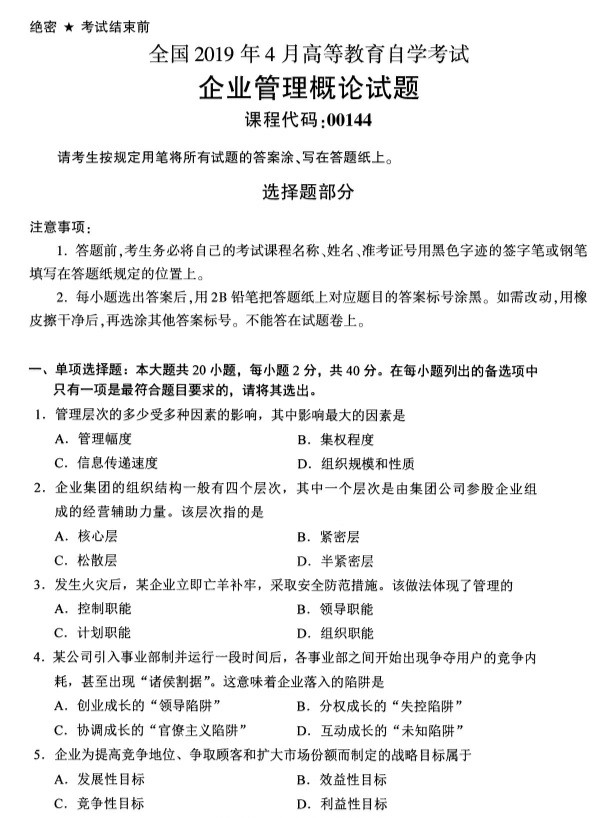 绝密 ★ 考试结束前
全国 2019 年 4 月高等教育自学考试
企业管理概论试题
课程代码:00144
请考生按规定用笔将所有试题的答案涂、写在答题纸上。
选择题部分
注意事项:
1. 答题前,考生务必将自己的考试课程名称、姓名、准考证号用黑色字迹的签字笔或钢笔
填写在答题纸规定的位置上。
2. 每小题选出答案后,用 2B 铅笔把答题纸上对应题目的答案标号涂黑。如需改动,用橡
皮擦干净后,再选涂其他答案标号。不能答在试题卷上。
一、单项选择题：本大题共 20 小题，每小题 2 分，共 40 分。在每小题列出的备选项中
只有一项是最符合题目要求的，请将其选出。
1．管理层次的多少受多种因素的影响，其中影响最大的因素是
A．管理幅度 B．集权程度
C．信息传递速度 D．组织规模和性质
2．企业集团的组织结构一般有四个层次，其中一个层次是由集团公司参股企业组
成的经营辅助力量。该层次指的是
A．核心层 B．紧密层
C．松散层 D．半紧密层
3．发生火灾后，某企业立即亡羊补牢，采取安全防范措施。该做法体现了管理的
A．控制职能 B．领导职能
C．计划职能 D．组织职能
4．某公司引入事业部制并运行一段时间后，各事业部之间开始出现争夺用户的竞争内
耗，甚至出现“诸侯割据”。这意味着企业落入的陷阱是
A．创业成长的“领导陷阱” B．分权成长的“失控陷阱”
C．协调成长的“官僚主义陷阱” D．互动成长的“未知陷阱”
5．企业为提高竞争地位、争取顾客和扩大市场份额而制定的战略目标属于
A．发展性目标 B．效益性目标
C．竞争性目标 D．利益性目标